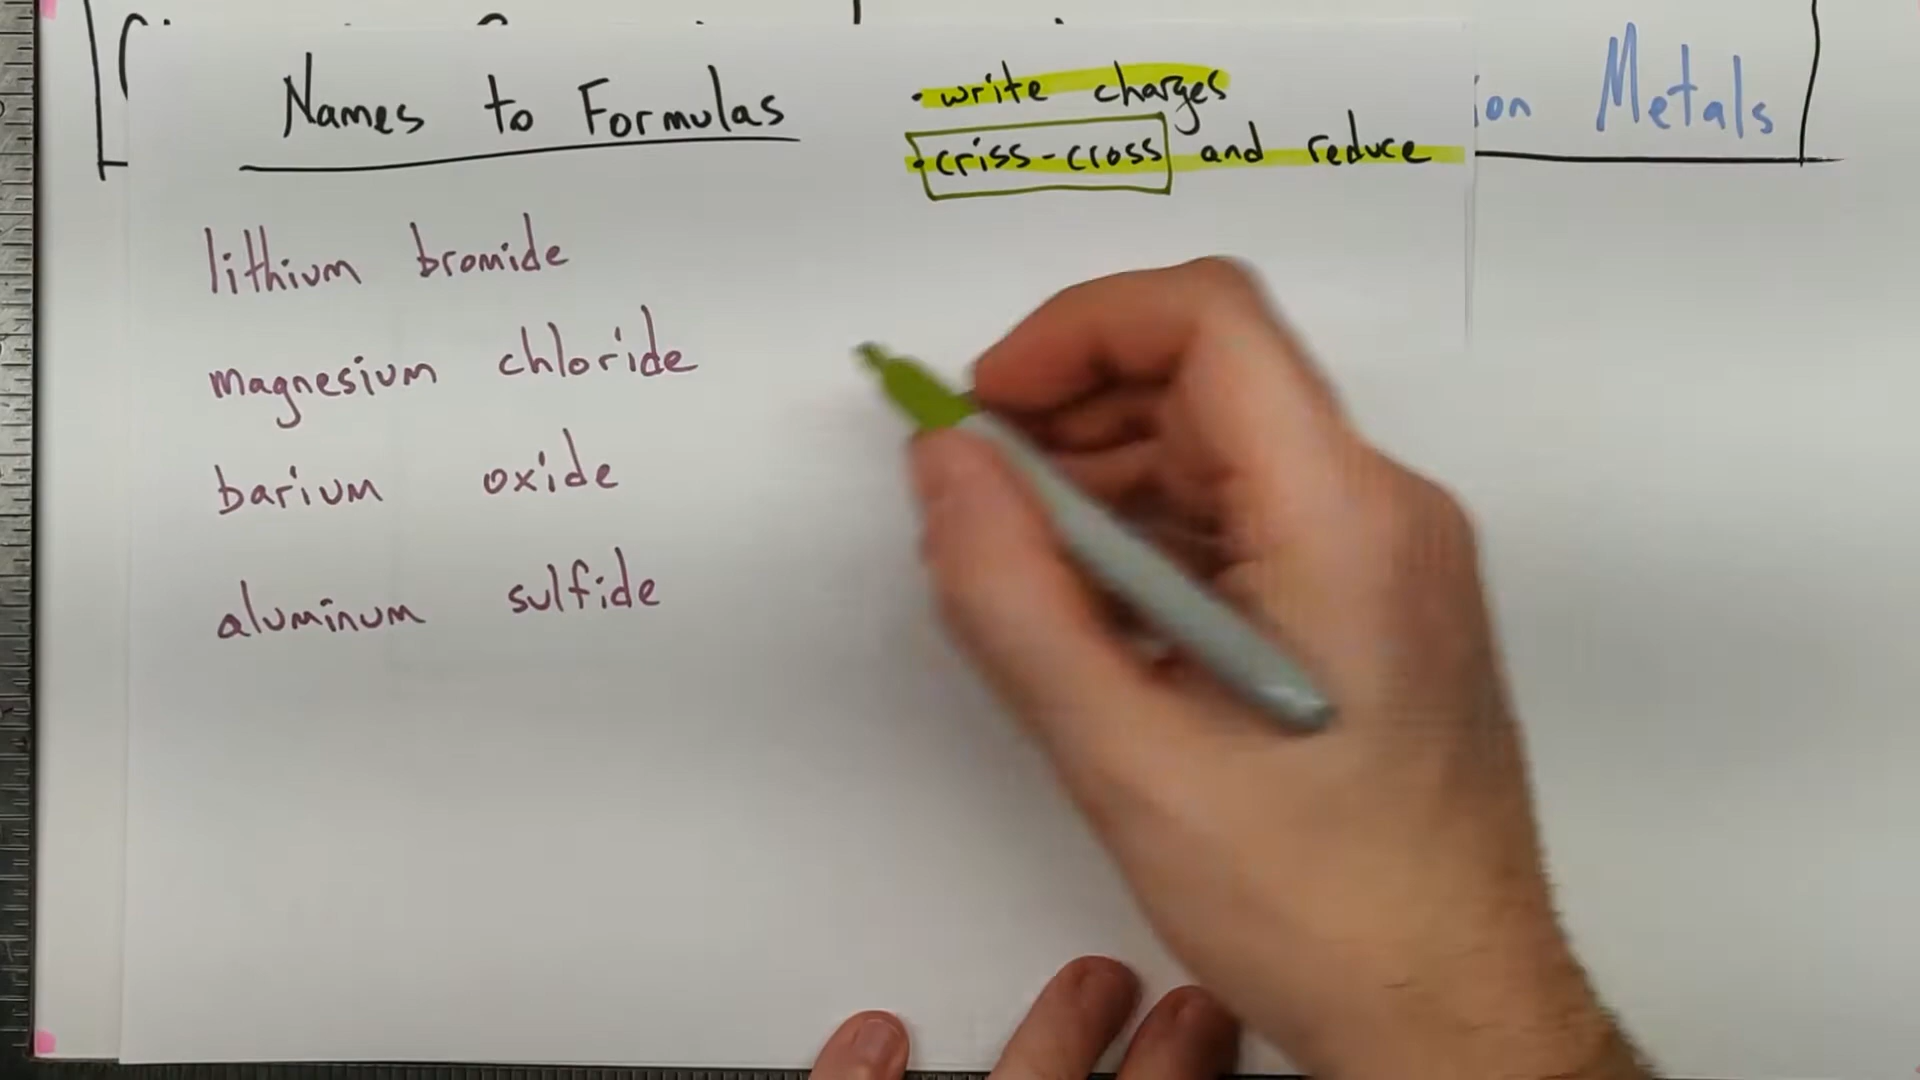 Names to Formulas
• write charges
• criss-cross and reduce
ion Metals
lithium bromide
magnesium chloride
barium oxide
aluminum sulfide